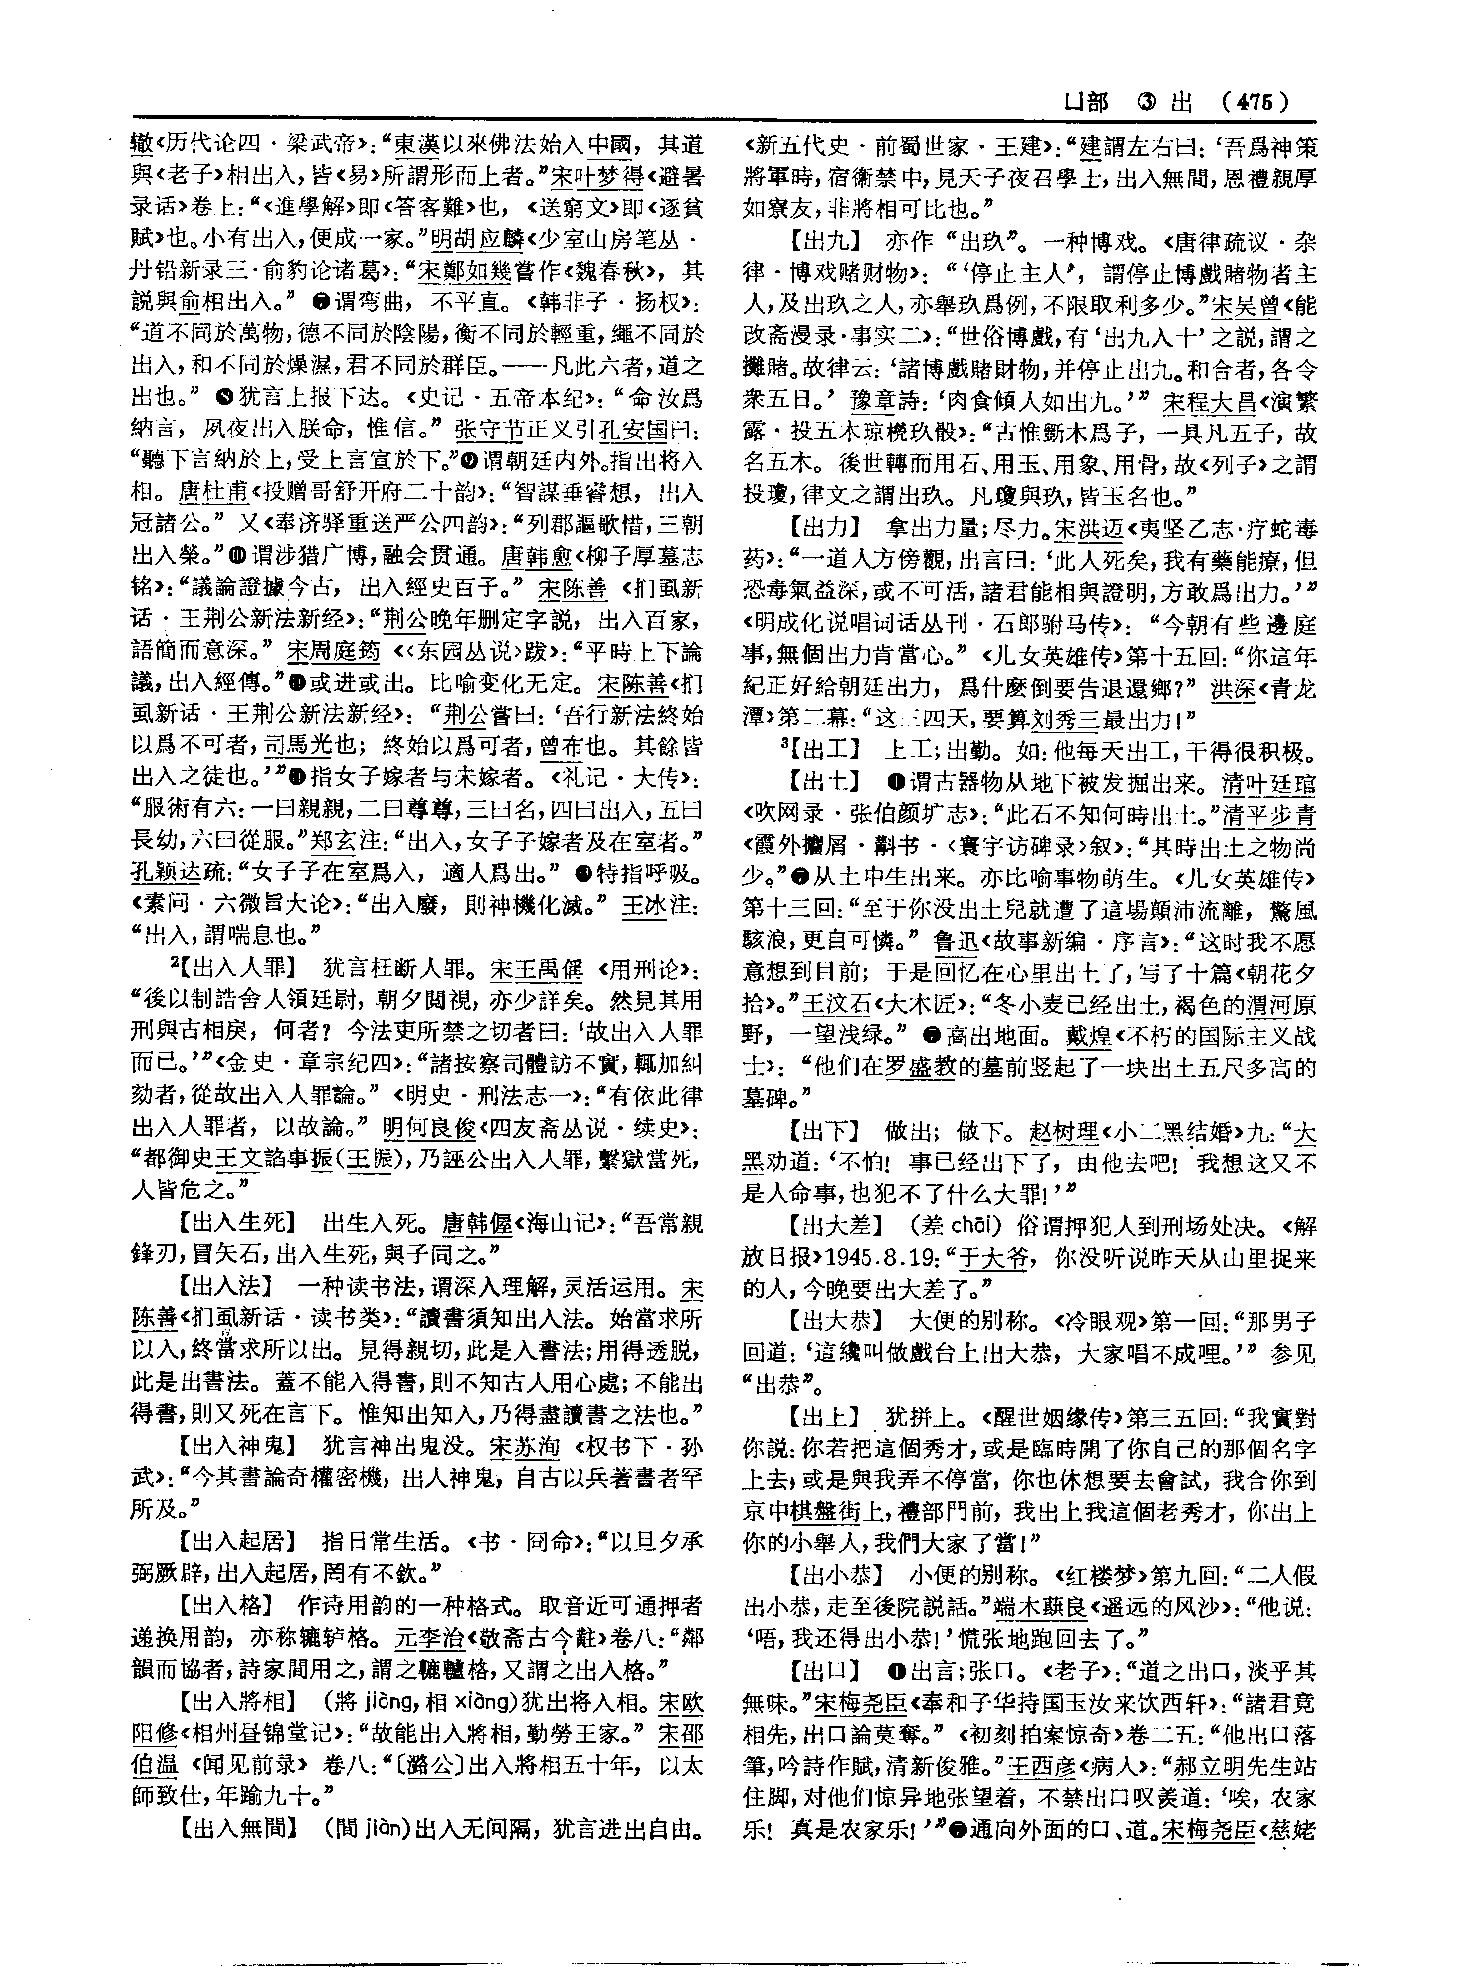 凵部 ③ 出 (475)
辙《历代论四·梁武帝》：“東漢以來佛法始入中國，其道
與《老子》相出入，皆《易》所謂形而上者。”宋叶梦得《避暑
录话》卷上：“《進學解》即《答客難》也，《送窮文》即《逐貧
賦》也。小有出入，便成一家。”明胡应麟《少室山房笔丛·
丹铅新录三·俞豹论诸葛》：“宋鄭如幾嘗作《魏春秋》，其
説與俞相出入。” ❼谓弯曲，不平直。《韩非子·扬权》：
“道不同於萬物，德不同於陰陽，衡不同於輕重，繩不同於
出入，和不同於燥濕，君不同於群臣。——凡此六者，道之
出也。” ❽犹言上报下达。《史记·五帝本纪》：“命汝爲
納言，夙夜出入朕命，惟信。” 张守节正义引孔安国曰：
“聽下言納於上，受上言宣於下。”❾谓朝廷内外。指出将入
相。唐杜甫《投赠哥舒开府二十韵》：“智謀垂睿想，出入
冠諸公。” 又《奉济驿重送严公四韵》：“列郡謳歌惜，三朝
出入榮。”❿谓涉猎广博，融会贯通。唐韩愈《柳子厚墓志
铭》：“議論證據今古，出入經史百子。” 宋陈善《扪虱新
话·王荆公新法新经》：“荆公晚年删定字説，出入百家，
語簡而意深。” 宋周庭筠《〈东园丛说〉跋》：“平時上下論
議，出入經傳。”⓫或进或出。比喻变化无定。宋陈善《扪
虱新话·王荆公新法新经》：“荆公嘗曰：‘吾行新法終始
以爲不可者，司馬光也；終始以爲可者，曾布也。其餘皆
出入之徒也。’”⓬指女子嫁者与未嫁者。《礼记·大传》：
“服術有六：一曰親親，二曰尊尊，三曰名，四曰出入，五曰
長幼，六曰從服。”郑玄注：“出入，女子子嫁者及在室者。”
孔颖达疏：“女子子在室爲入，適人爲出。” ⓭特指呼吸。
《素问·六微旨大论》：“出入廢，則神機化滅。” 王冰注：
“出入，謂喘息也。”
²【出入人罪】 犹言枉断人罪。宋王禹偁《用刑论》：
“後以制誥舍人領廷尉，朝夕閲視，亦少詳矣。然見其用
刑與古相戾，何者？今法吏所禁之切者曰：‘故出入人罪
而已。’”《金史·章宗纪四》：“諸按察司體訪不實，輒加糾
劾者，從故出入人罪論。”《明史·刑法志一》：“有依此律
出入人罪者，以故論。” 明何良俊《四友斋丛说·续史》：
“都御史王文諂事振（王振），乃誣公出入人罪，繫獄當死，
人皆危之。”
【出入生死】 出生入死。唐韩偓《海山记》：“吾常親
鋒刃，冒矢石，出入生死，與子同之。”
【出入法】 一种读书法，谓深入理解，灵活运用。宋
陈善《扪虱新话·读书类》：“讀書須知出入法。始當求所
以入，終當求所以出。見得親切，此是入書法；用得透脱，
此是出書法。蓋不能入得書，則不知古人用心處；不能出
得書，則又死在言下。惟知出知入，乃得盡讀書之法也。”
【出入神鬼】 犹言神出鬼没。宋苏洵《权书下·孙
武》：“今其書論奇權密機，出入神鬼，自古以兵著書者罕
所及。”
【出入起居】 指日常生活。《书·冏命》：“以旦夕承
弼厥辟，出入起居，罔有不欽。”
【出入格】 作诗用韵的一种格式。取音近可通押者
递换用韵，亦称辘轳格。元李治《敬斋古今黈》卷八：“鄰
韻而協者，詩家間用之，謂之轆轤格，又謂之出入格。”
【出入將相】 （將 jiàng，相 xiàng）犹出将入相。宋欧
阳修《相州昼锦堂记》：“故能出入將相，勤勞王家。” 宋邵
伯温《闻见前录》卷八：“〔潞公〕出入將相五十年，以太
師致仕，年踰九十。”
【出入無間】 （間 jiàn）出入无间隔，犹言进出自由。
《新五代史·前蜀世家·王建》：“建謂左右曰：‘吾爲神策
將軍時，宿衛禁中，見天子夜召學士，出入無間，恩禮親厚
如寮友，非將相可比也。”
【出九】 亦作“出玖”。一种博戏。《唐律疏议·杂
律·博戏赌财物》：“‘停止主人’，謂停止博戲賭物者主
人，及出玖之人，亦舉玖爲例，不限取利多少。”宋吴曾《能
改斋漫录·事实二》：“世俗博戲，有‘出九入十’之説，謂之
攤賭。故律云：‘諸博戲賭財物，并停止出九。和合者，各令
衆五日。’豫章詩：‘肉食傾人如出九。’” 宋程大昌《演繁
露·投五木琼橩玖骰》：“古惟斲木爲子，一具凡五子，故
名五木。後世轉而用石、用玉、用象、用骨，故《列子》之謂
投瓊，律文之謂出玖。凡瓊與玖，皆玉名也。”
【出力】 拿出力量；尽力。宋洪迈《夷坚乙志·疗蛇毒
药》：“一道人方傍觀，出言曰：‘此人死矣，我有藥能療，但
恐毒氣益深，或不可活，諸君能相與證明，方敢爲出力。’”
《明成化说唱词话丛刊·石郎驸马传》：“今朝有些邊庭
事，無個出力肯當心。”《儿女英雄传》第十五回：“你這年
紀正好給朝廷出力，爲什麽倒要告退還鄉？” 洪深《青龙
潭》第二幕：“这三四天，要算刘秀三最出力！”
³【出工】 上工；出勤。如：他每天出工，干得很积极。
【出土】 ❶谓古器物从地下被发掘出来。清叶廷琯
《吹网录·张伯颜圹志》：“此石不知何時出土。”清平步青
《霞外攟屑·斠书·〈寰宇访碑录〉叙》：“其時出土之物尚
少。”❷从土中生出来。亦比喻事物萌生。《儿女英雄传》
第十三回：“至于你没出土兒就遭了這場顛沛流離，驚風
駭浪，更自可憐。” 鲁迅《故事新编·序言》：“这时我不愿
意想到目前；于是回忆在心里出土了，写了十篇《朝花夕
拾》。”王汶石《大木匠》：“冬小麦已经出土，褐色的渭河原
野，一望浅绿。” ❸高出地面。戴煌《不朽的国际主义战
士》：“他们在罗盛教的墓前竖起了一块出土五尺多高的
墓碑。”
【出下】 做出；做下。赵树理《小二黑结婚》九：“大
黑劝道：‘不怕！事已经出下了，由他去吧！我想这又不
是人命事，也犯不了什么大罪！’”
【出大差】 （差 chāi）俗谓押犯人到刑场处决。《解
放日报》1945.8.19：“于大爷，你没听说昨天从山里捉来
的人，今晚要出大差了。”
【出大恭】 大便的别称。《冷眼观》第一回：“那男子
回道：‘這纔叫做戲台上出大恭，大家唱不成哩。’” 参见
“出恭”。
【出上】 犹拼上。《醒世姻缘传》第三五回：“我實對
你説：你若把這個秀才，或是臨時開了你自己的那個名字
上去，或是與我弄不停當，你也休想要去會試，我合你到
京中棋盤街上，禮部門前，我出上我這個老秀才，你出上
你的小舉人，我們大家了當！”
【出小恭】 小便的别称。《红楼梦》第九回：“二人假
出小恭，走至後院説話。”端木蕻良《遥远的风沙》：“他说：
‘唔，我还得出小恭！’慌张地跑回去了。”
【出口】 ❶出言；张口。《老子》：“道之出口，淡乎其
無味。”宋梅尧臣《奉和子华持国玉汝来饮西轩》：“諸君竟
相先，出口論莫奪。”《初刻拍案惊奇》卷二五：“他出口落
筆，吟詩作賦，清新俊雅。”王西彦《病人》：“郝立明先生站
住脚，对他们惊异地张望着，不禁出口叹羡道：‘唉，农家
乐！真是农家乐！’”❷通向外面的口、道。宋梅尧臣《慈姥